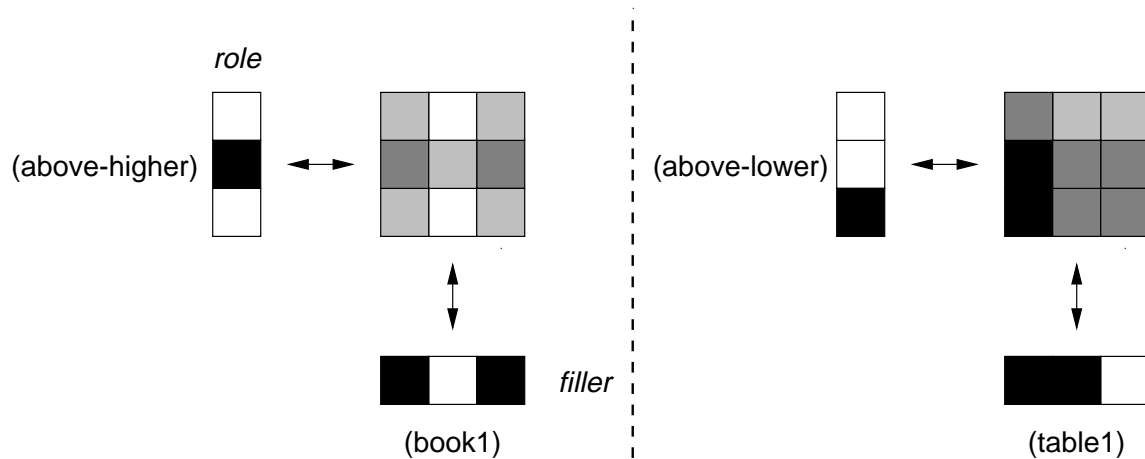 role
(above-higher)
(above-lower)
filler
(book1)
(table1)